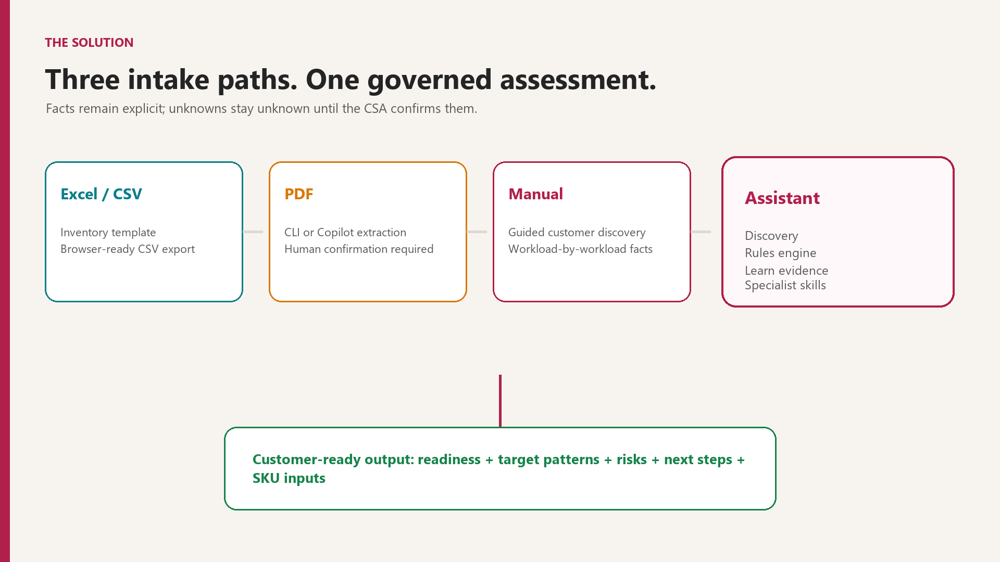 THE SOLUTION
Three intake paths. One governed assessment.
Facts remain explicit; unknowns stay unknown until the CSA confirms them.
Excel / CSV
Inventory template
Browser-ready CSV export
PDF
CLI or Copilot extraction
Human confirmation required
Manual
Guided customer discovery
Workload-by-workload facts
Assistant
Discovery
Rules engine
Learn evidence
Specialist skills
Customer-ready output: readiness + target patterns + risks + next steps +
SKU inputs